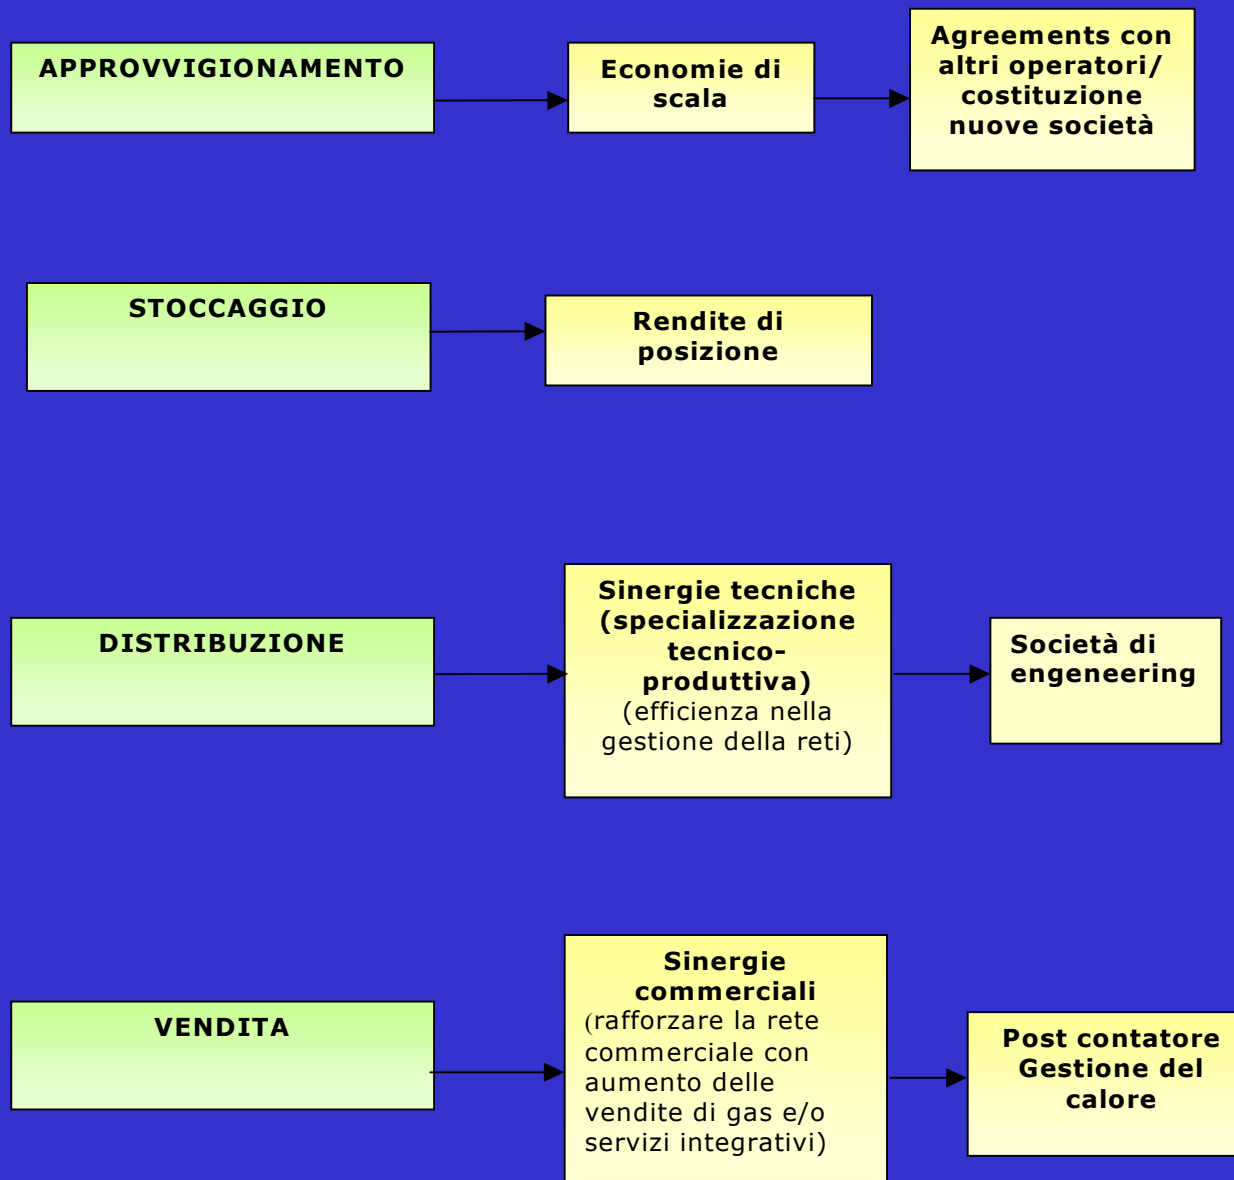 APPROVVIGIONAMENTO
Economie di
scala
Agreements con
altri operatori/
costituzione
nuove società
STOCCAGGIO
Rendite di
posizione
DISTRIBUZIONE
Sinergie tecniche
(specializzazione
tecnico-
produttiva)
(efficienza nella
gestione della reti)
Società di
engeneering
VENDITA
Sinergie
commerciali
(rafforzare la rete
commerciale con
aumento delle
vendite di gas e/o
servizi integrativi)
Post contatore
Gestione del
calore